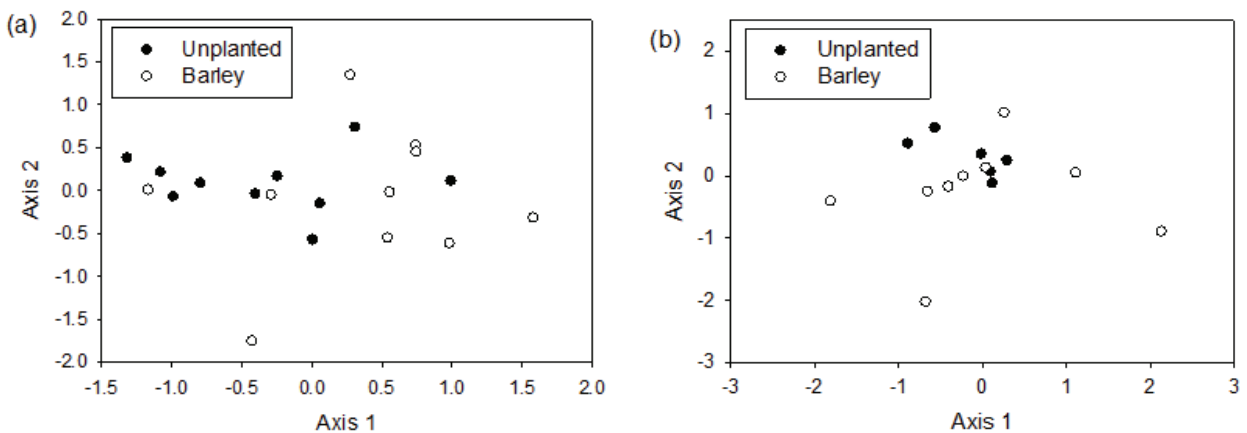 (a)
Unplanted
Barley
2.0
1.5
1.0
0.5
0.0
-0.5
-1.0
-1.5
-2.0
Axis 2
-1.5 -1.0 -0.5 0.0 0.5 1.0 1.5 2.0
Axis 1
(b)
Unplanted
Barley
2
1
0
-1
-2
-3
Axis 2
-3 -2 -1 0 1 2 3
Axis 1